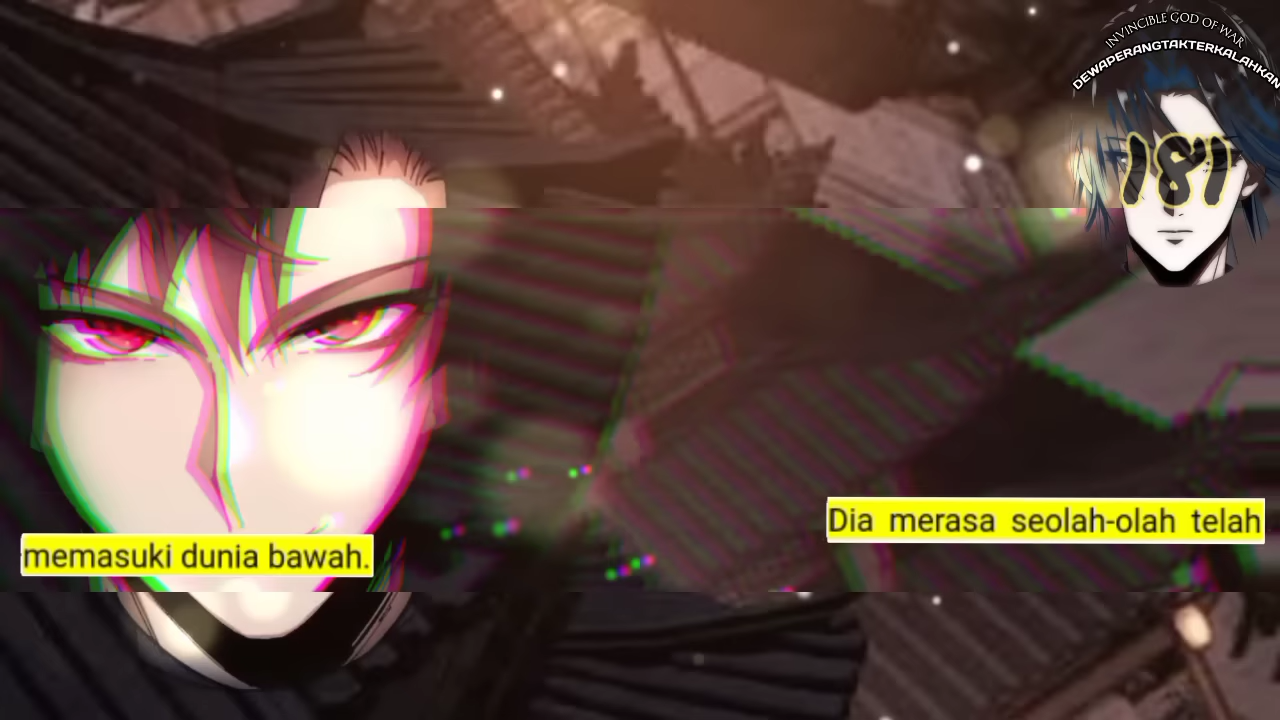 INVINCIBLE GOD OF WAR
DEWAPERANGTAKTERKALAHKAN
181
Dia merasa seolah-olah telah
memasuki dunia bawah.